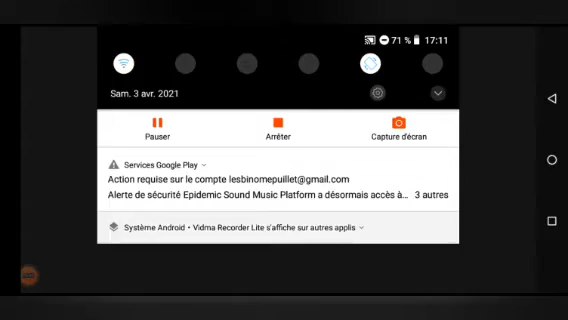 71 % 17:11
Sam. 3 avr. 2021
Pauser Arrêter Capture d'écran
Services Google Play
Action requise sur le compte lesbinomepuillet@gmail.com
Alerte de sécurité Epidemic Sound Music Platform a désormais accès à... 3 autres
Système Android • Vidma Recorder Lite s'affiche sur autres applis